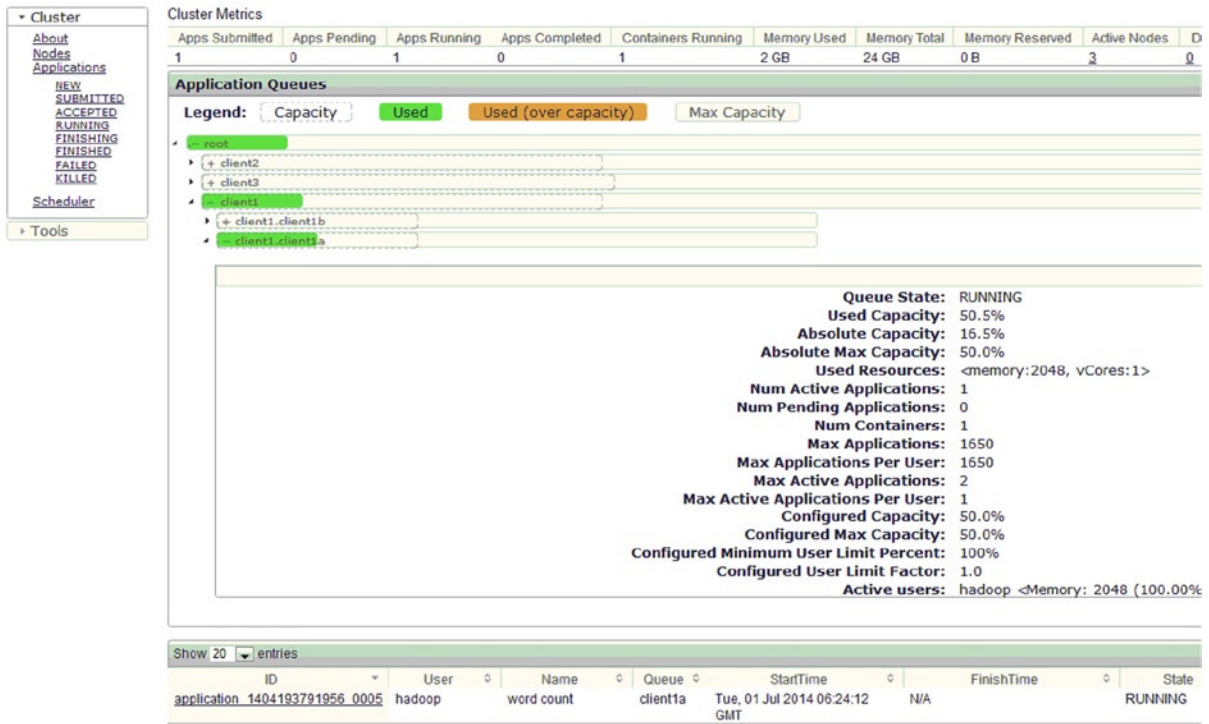 Cluster
About
Nodes
Applications
NEW
SUBMITTED
ACCEPTED
RUNNING
FINISHING
FINISHED
FAILED
KILLED
Scheduler
Tools
Cluster Metrics
Apps Submitted Apps Pending Apps Running Apps Completed Containers Running Memory Used Memory Total Memory Reserved Active Nodes
1 0 1 0 1 2 GB 24 GB 0 B 3 0
Application Queues
Legend: Capacity Used Used (over capacity) Max Capacity
- root
+ client2
+ client3
- client1
+ client1.client1b
- client1.client1a
Queue State: RUNNING
Used Capacity: 50.5%
Absolute Capacity: 16.5%
Absolute Max Capacity: 50.0%
Used Resources: <memory:2048, vCores:1>
Num Active Applications: 1
Num Pending Applications: 0
Num Containers: 1
Max Applications: 1650
Max Applications Per User: 1650
Max Active Applications: 2
Max Active Applications Per User: 1
Configured Capacity: 50.0%
Configured Max Capacity: 50.0%
Configured Minimum User Limit Percent: 100%
Configured User Limit Factor: 1.0
Active users: hadoop <Memory: 2048 (100.00%
Show 20 entries
ID User Name Queue StartTime FinishTime State
application_1404193791956_0005 hadoop word count client1a Tue, 01 Jul 2014 06:24:12 N/A RUNNING
GMT